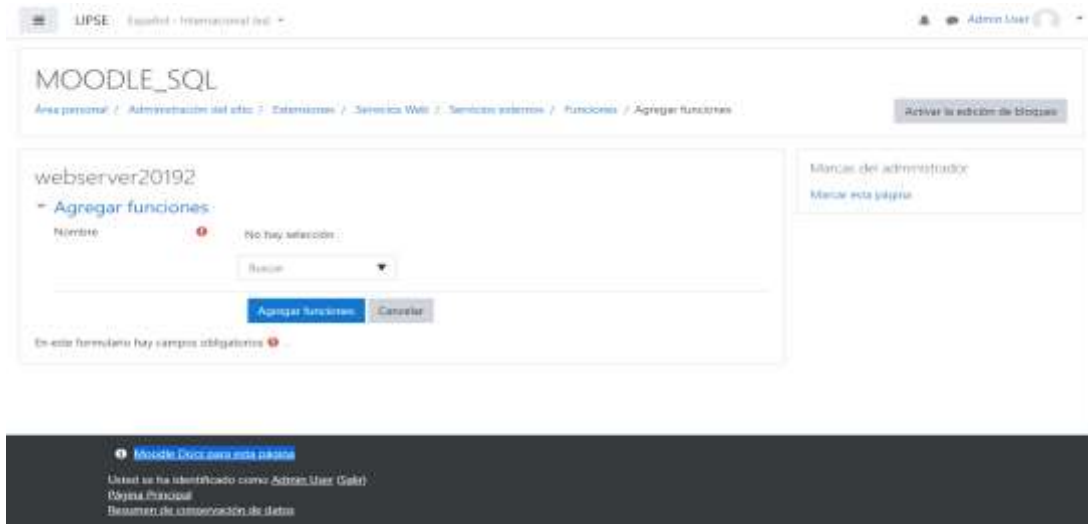 UPSE Español - Internacional (es)
Admin User
MOODLE_SQL
Área personal / Administración del sitio / Extensiones / Servicios Web / Servicios externos / Funciones / Agregar funciones
Activar la edición de bloques
webserver20192
Agregar funciones
Nombre No hay selección
Buscar
Agregar funciones Cancelar
En este formulario hay campos obligatorios
Marcas del administrador
Marcar esta página
Moodle Docs para esta página
Usted se ha identificado como Admin User (Salir)
Página Principal
Resumen de conservación de datos